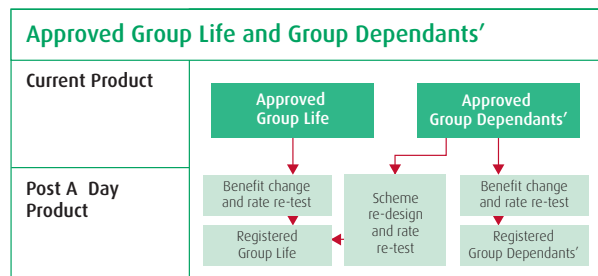 Approved Group Life and Group Dependants'
Current Product
Approved
Group Life
Approved
Group Dependants'
Post A Day
Product
Benefit change
and rate re-test
Scheme
re-design
and rate
re-test
Benefit change
and rate re-test
Registered
Group Life
Registered
Group Dependants'